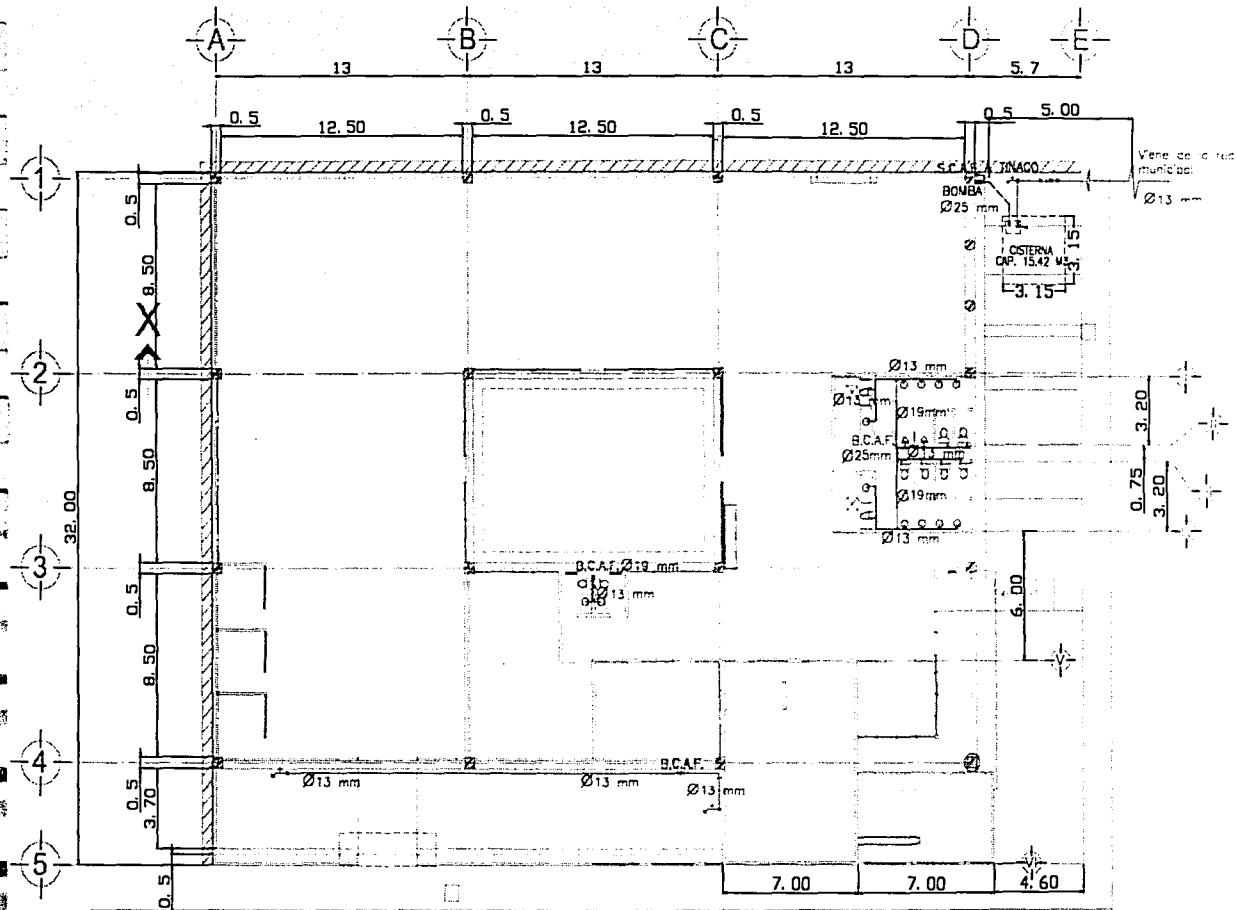 A B C D E
13 13 13 5.7
0.5 0.5 0.5 0.5 5.00
12.50 12.50 12.50
1
S.C.A.F. A TINACO
Viene de la red
municipal
Ø13 mm
BOMBA
Ø25 mm
0.5
CISTERNA
CAP. 15.42 M³
3.15
3.15
8.50
X
2
0.5
Ø13 mm
Ø13 mm
Ø19mm
3.20
B.C.A.F.
Ø13 mm
Ø25mm
0.75
3.20
Ø19mm
Ø13 mm
8.50
32.00
3
0.5
B.C.A.F. Ø19 mm
Ø13 mm
6.00
8.50
V
4
B.C.A.F.
Ø13 mm
Ø13 mm
Ø13 mm
0.5
3.70
5
V
0.5
7.00 7.00 4.60